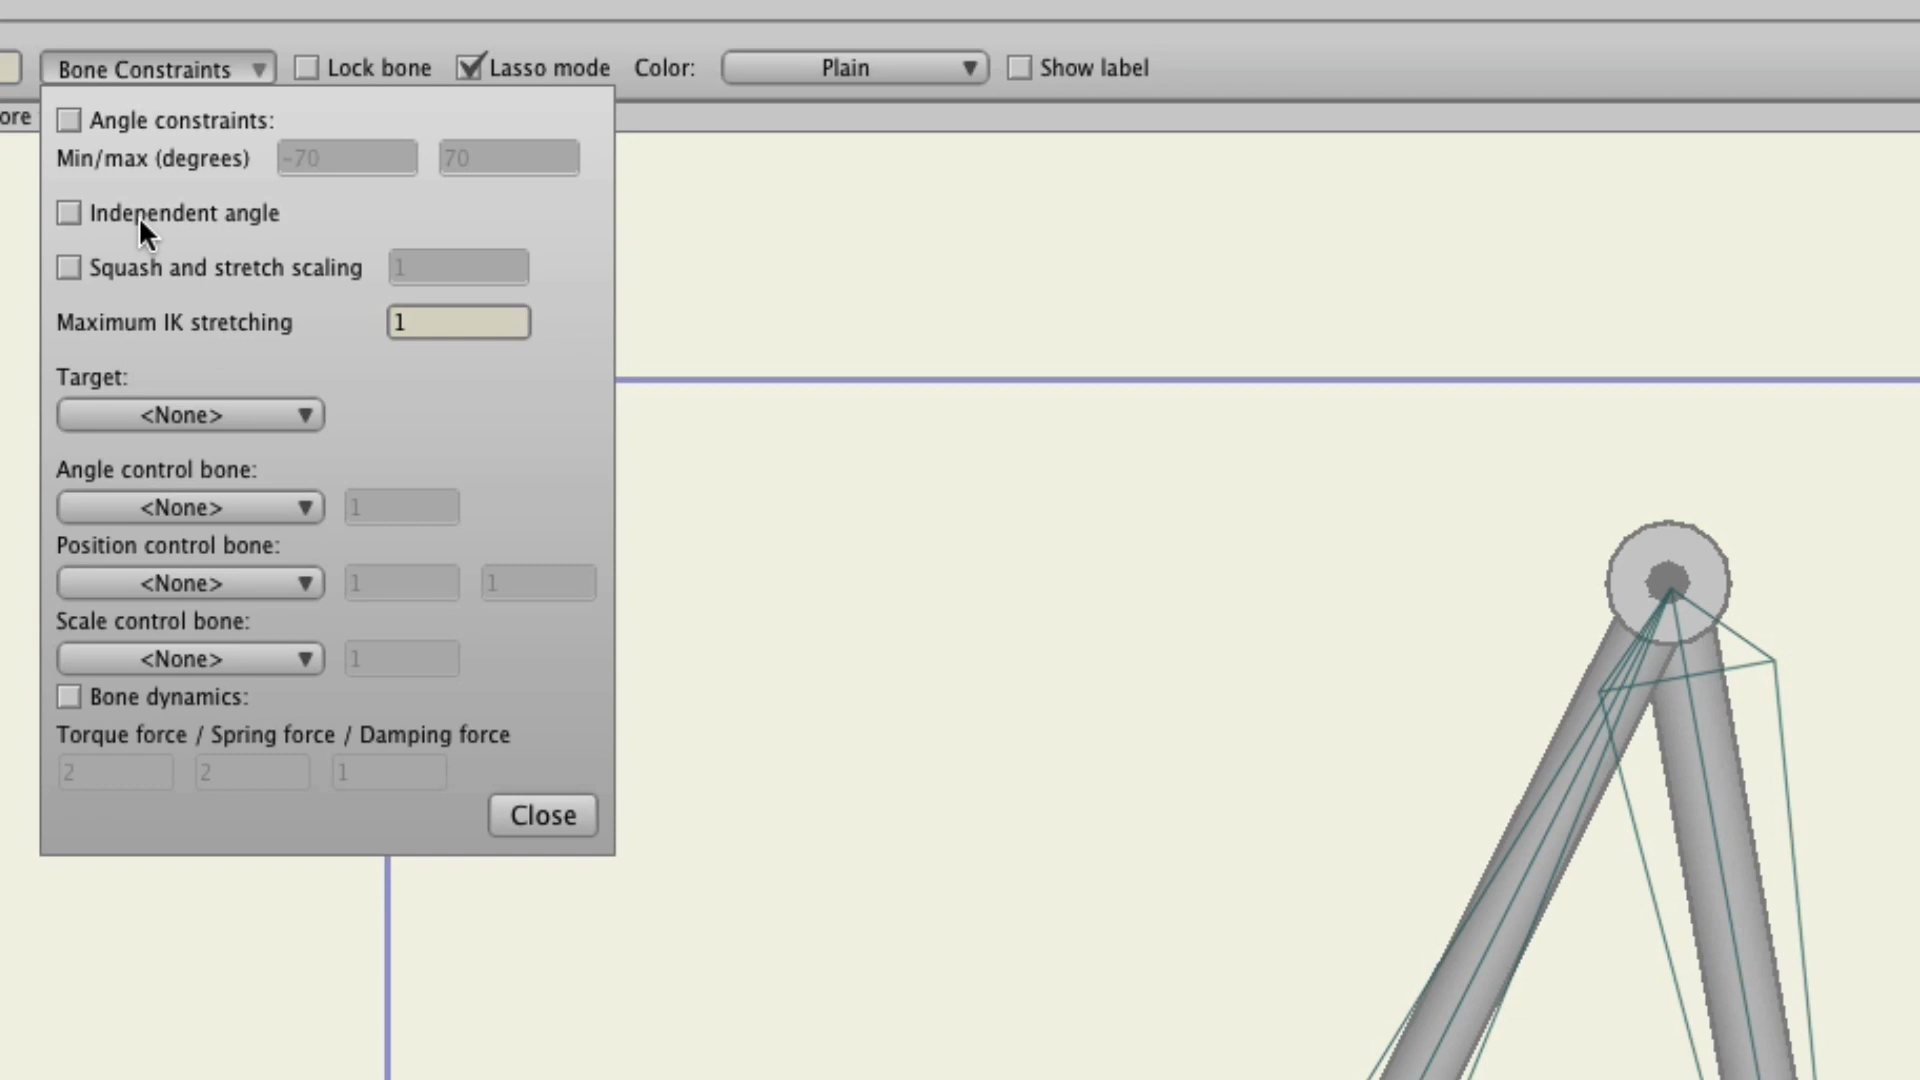 Bone Constraints Lock bone Lasso mode Color: Plain Show label
ore
Angle constraints:
Min/max (degrees) -70 70
Independent angle
Squash and stretch scaling 1
Maximum IK stretching 1
Target:
<None>
Angle control bone:
<None> 1
Position control bone:
<None> 1 1
Scale control bone:
<None> 1
Bone dynamics:
Torque force / Spring force / Damping force
2 2 1
Close